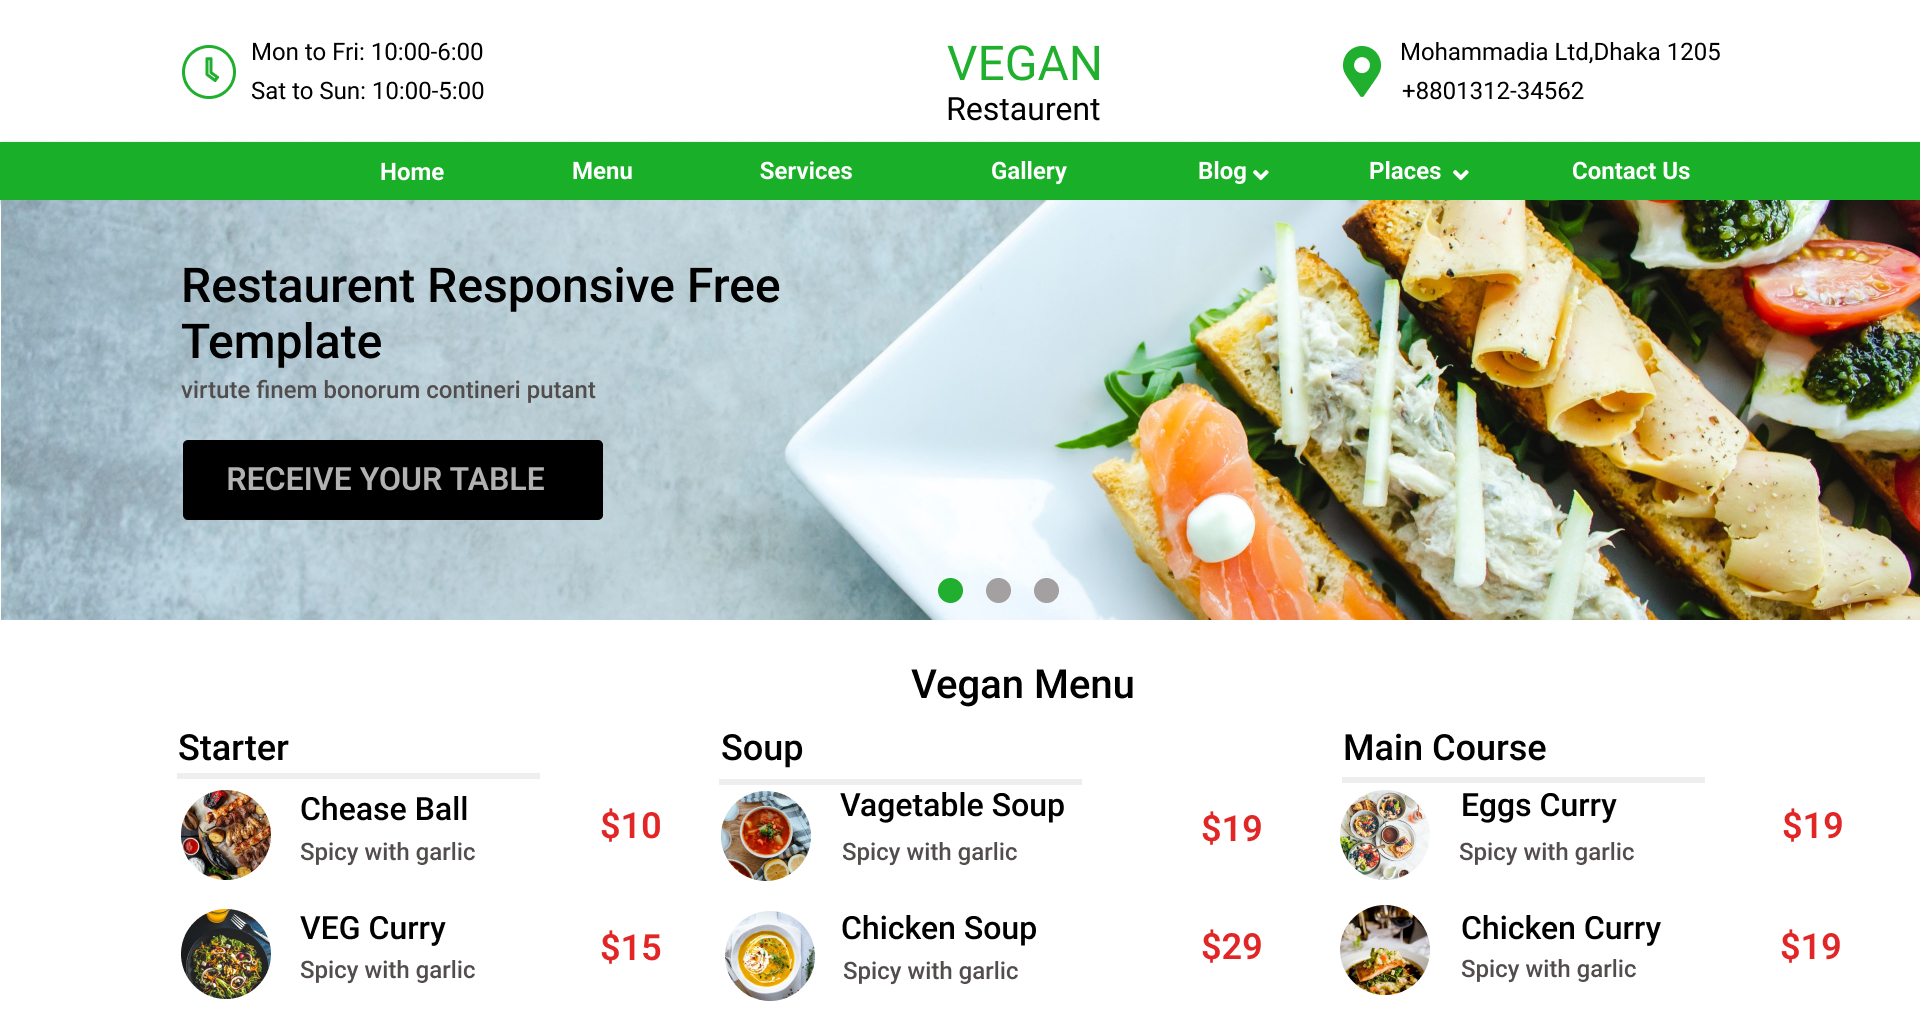 Mon to Fri: 10:00-6:00
Sat to Sun: 10:00-5:00
VEGAN
Restaurent
Mohammadia Ltd,Dhaka 1205
+8801312-34562
Home
Menu
Services
Gallery
Blog
Places
Contact Us
Restaurent Responsive Free
Template
virtute finem bonorum contineri putant
RECEIVE YOUR TABLE
Vegan Menu
Starter
Chease Ball
$10
Spicy with garlic
VEG Curry
$15
Spicy with garlic
Soup
Vagetable Soup
$19
Spicy with garlic
Chicken Soup
$29
Spicy with garlic
Main Course
Eggs Curry
$19
Spicy with garlic
Chicken Curry
$19
Spicy with garlic